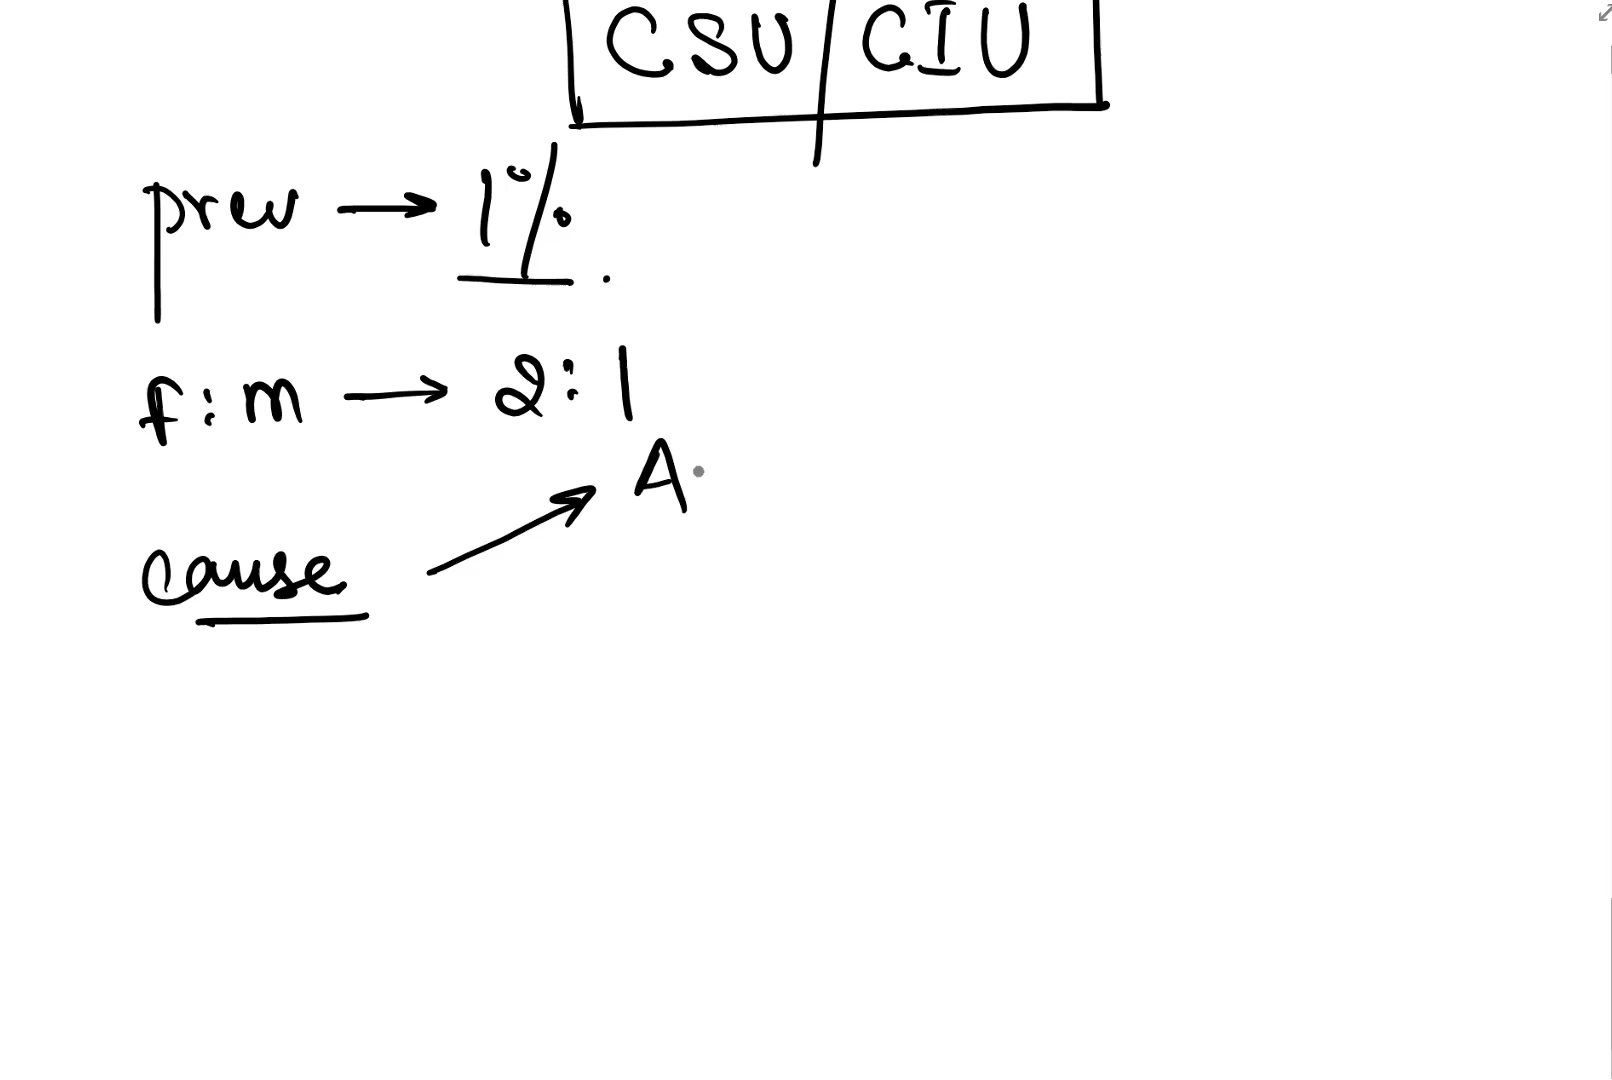 CSU/CIU
prev → 1%.
f:m → 2:1
A
cause